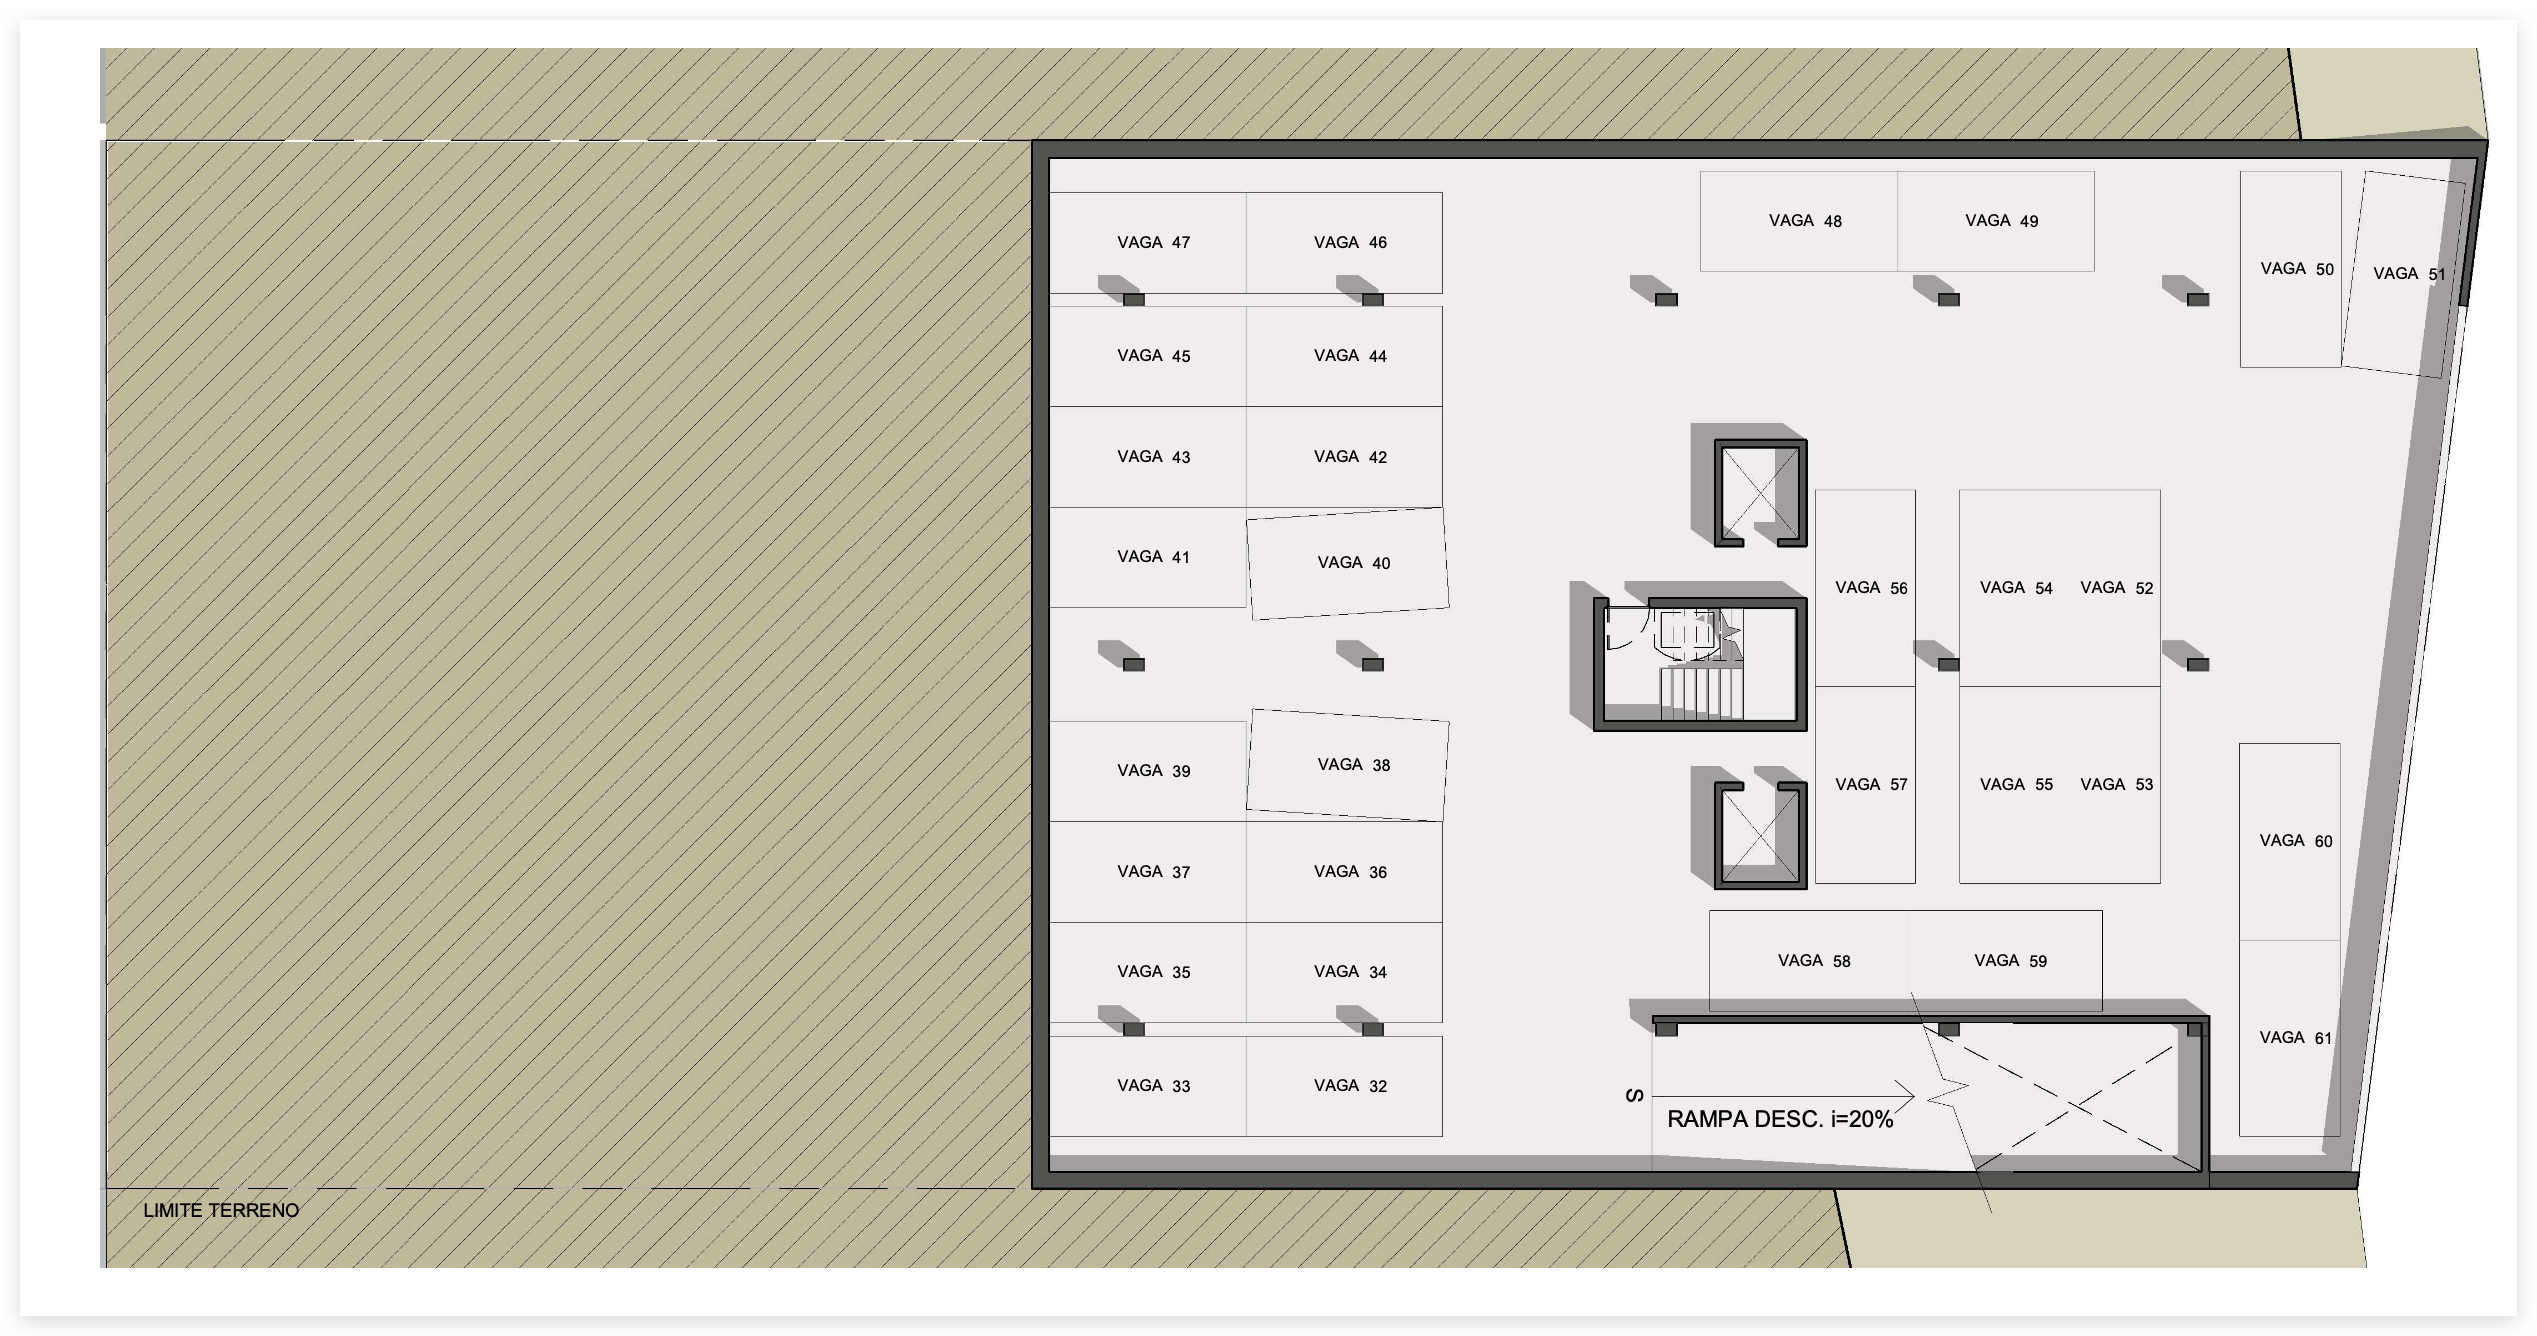 VAGA 47
VAGA 46
VAGA 48
VAGA 49
VAGA 50
VAGA 51
VAGA 45
VAGA 44
VAGA 43
VAGA 42
VAGA 41
VAGA 40
VAGA 56
VAGA 54
VAGA 52
VAGA 39
VAGA 38
VAGA 57
VAGA 55
VAGA 53
VAGA 60
VAGA 37
VAGA 36
VAGA 35
VAGA 34
VAGA 58
VAGA 59
VAGA 61
VAGA 33
VAGA 32
S
RAMPA DESC. i=20%
LIMITE TERRENO